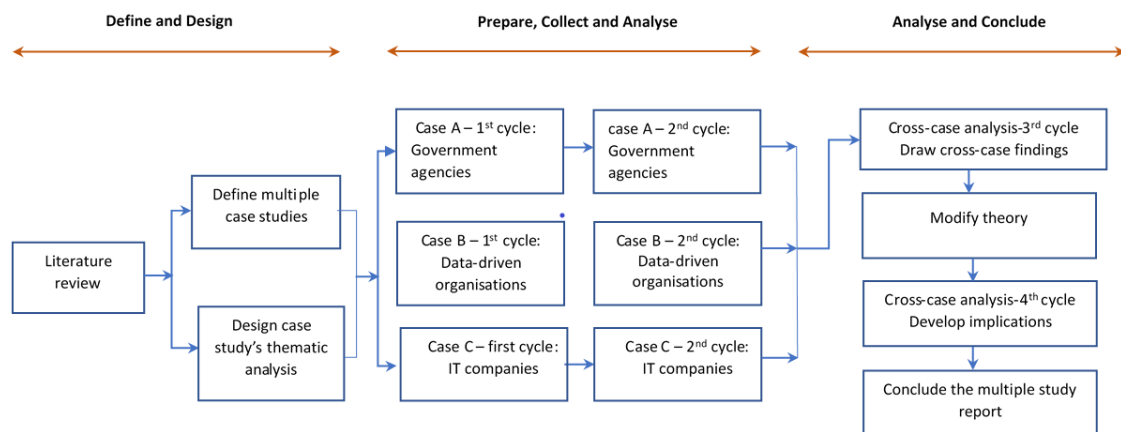 Define and Design
Prepare, Collect and Analyse
Analyse and Conclude
Literature
review
Define multiple
case studies
Design case
study's thematic
analysis
Case A – 1st cycle:
Government
agencies
case A – 2nd cycle:
Government
agencies
Case B – 1st cycle:
Data-driven
organisations
Case B – 2nd cycle:
Data-driven
organisations
Case C – first cycle:
IT companies
Case C – 2nd cycle:
IT companies
Cross-case analysis-3rd cycle
Draw cross-case findings
Modify theory
Cross-case analysis-4th cycle
Develop implications
Conclude the multiple study
report